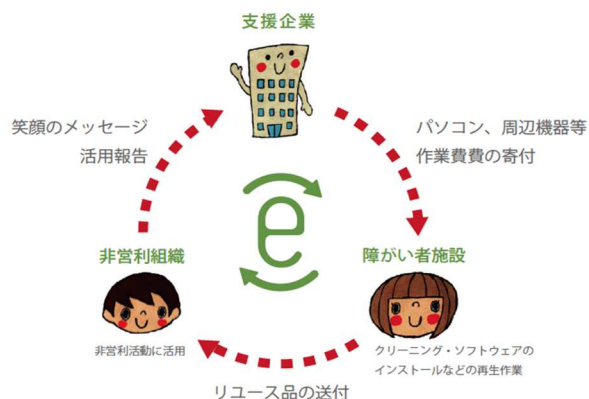 支援企業
笑顔のメッセージ
活用報告
パソコン、周辺機器等
作業費費の寄付
e
非営利組織
障がい者施設
非営利活動に活用
クリーニング・ソフトウェアの
インストールなどの再生作業
リユース品の送付